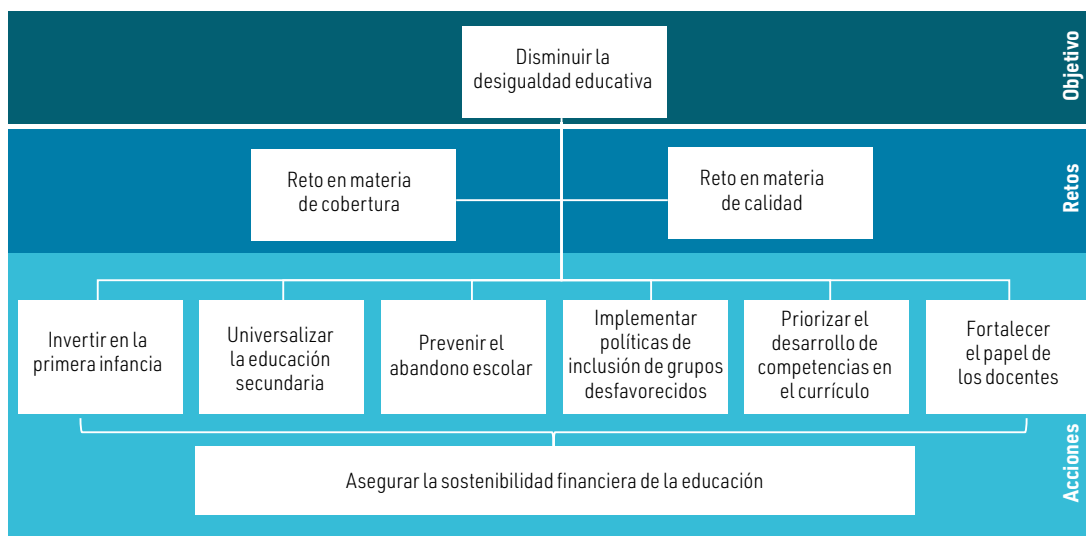 Disminuir la
desigualdad educativa
Objetivo
Reto en materia
de cobertura
Reto en materia
de calidad
Retos
Invertir en la
primera infancia
Universalizar
la educación
secundaria
Prevenir el
abandono escolar
Implementar
políticas de
inclusión de grupos
desfavorecidos
Priorizar el
desarrollo de
competencias en
el currículo
Fortalecer
el papel de
los docentes
Asegurar la sostenibilidad financiera de la educación
Acciones